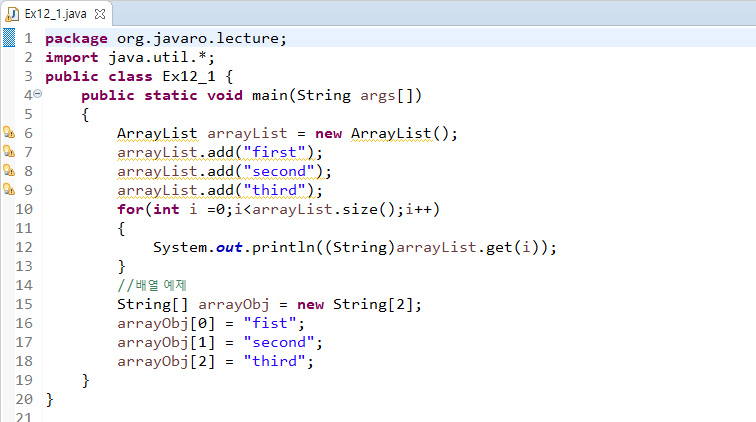 Ex12_1.java
1 package org.javaro.lecture;
2 import java.util.*;
3 public class Ex12_1 {
4     public static void main(String args[])
5     {
6         ArrayList arrayList = new ArrayList();
7         arrayList.add("first");
8         arrayList.add("second");
9         arrayList.add("third");
10         for(int i =0;i<arrayList.size();i++)
11         {
12             System.out.println((String)arrayList.get(i));
13         }
14         //배열 예제
15         String[] arrayObj = new String[2];
16         arrayObj[0] = "fist";
17         arrayObj[1] = "second";
18         arrayObj[2] = "third";
19     }
20 }
21